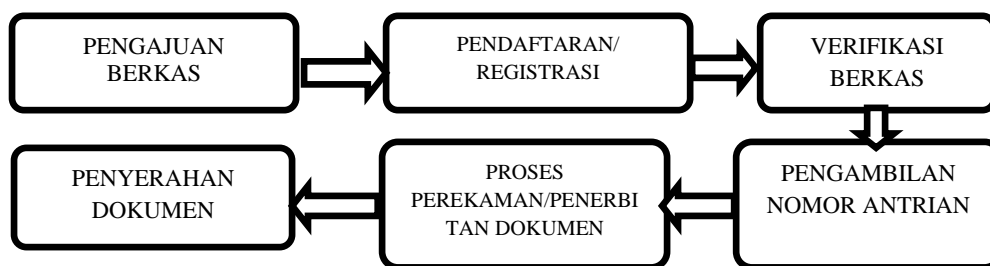 PENGAJUAN
BERKAS
PENDAFTARAN/
REGISTRASI
VERIFIKASI
BERKAS
PENGAMBILAN
NOMOR ANTRIAN
PROSES
PEREKAMAN/PENERBI
TAN DOKUMEN
PENYERAHAN
DOKUMEN